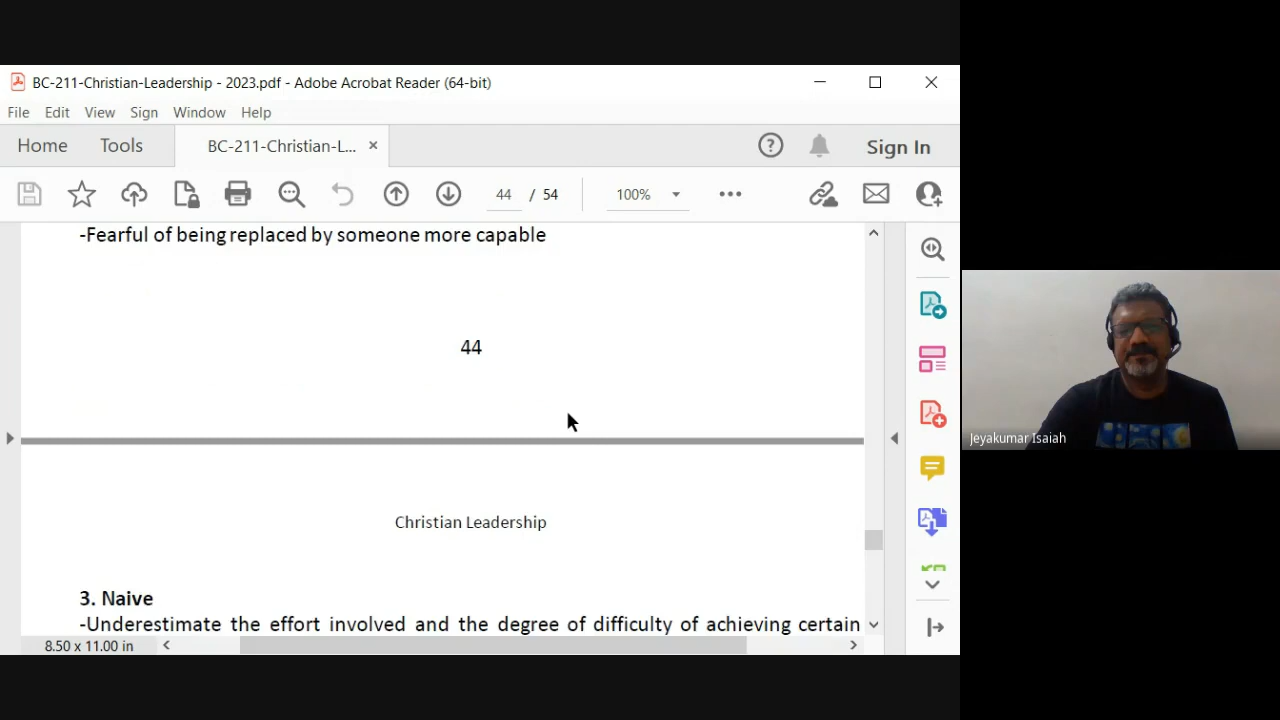 BC-211-Christian-Leadership - 2023.pdf - Adobe Acrobat Reader (64-bit)
File Edit View Sign Window Help
Home Tools BC-211-Christian-L... Sign In
44 / 54 100%
-Fearful of being replaced by someone more capable
44
Christian Leadership
3. Naive
-Underestimate the effort involved and the degree of difficulty of achieving certain
8.50 x 11.00 in
Jeyakumar Isaiah